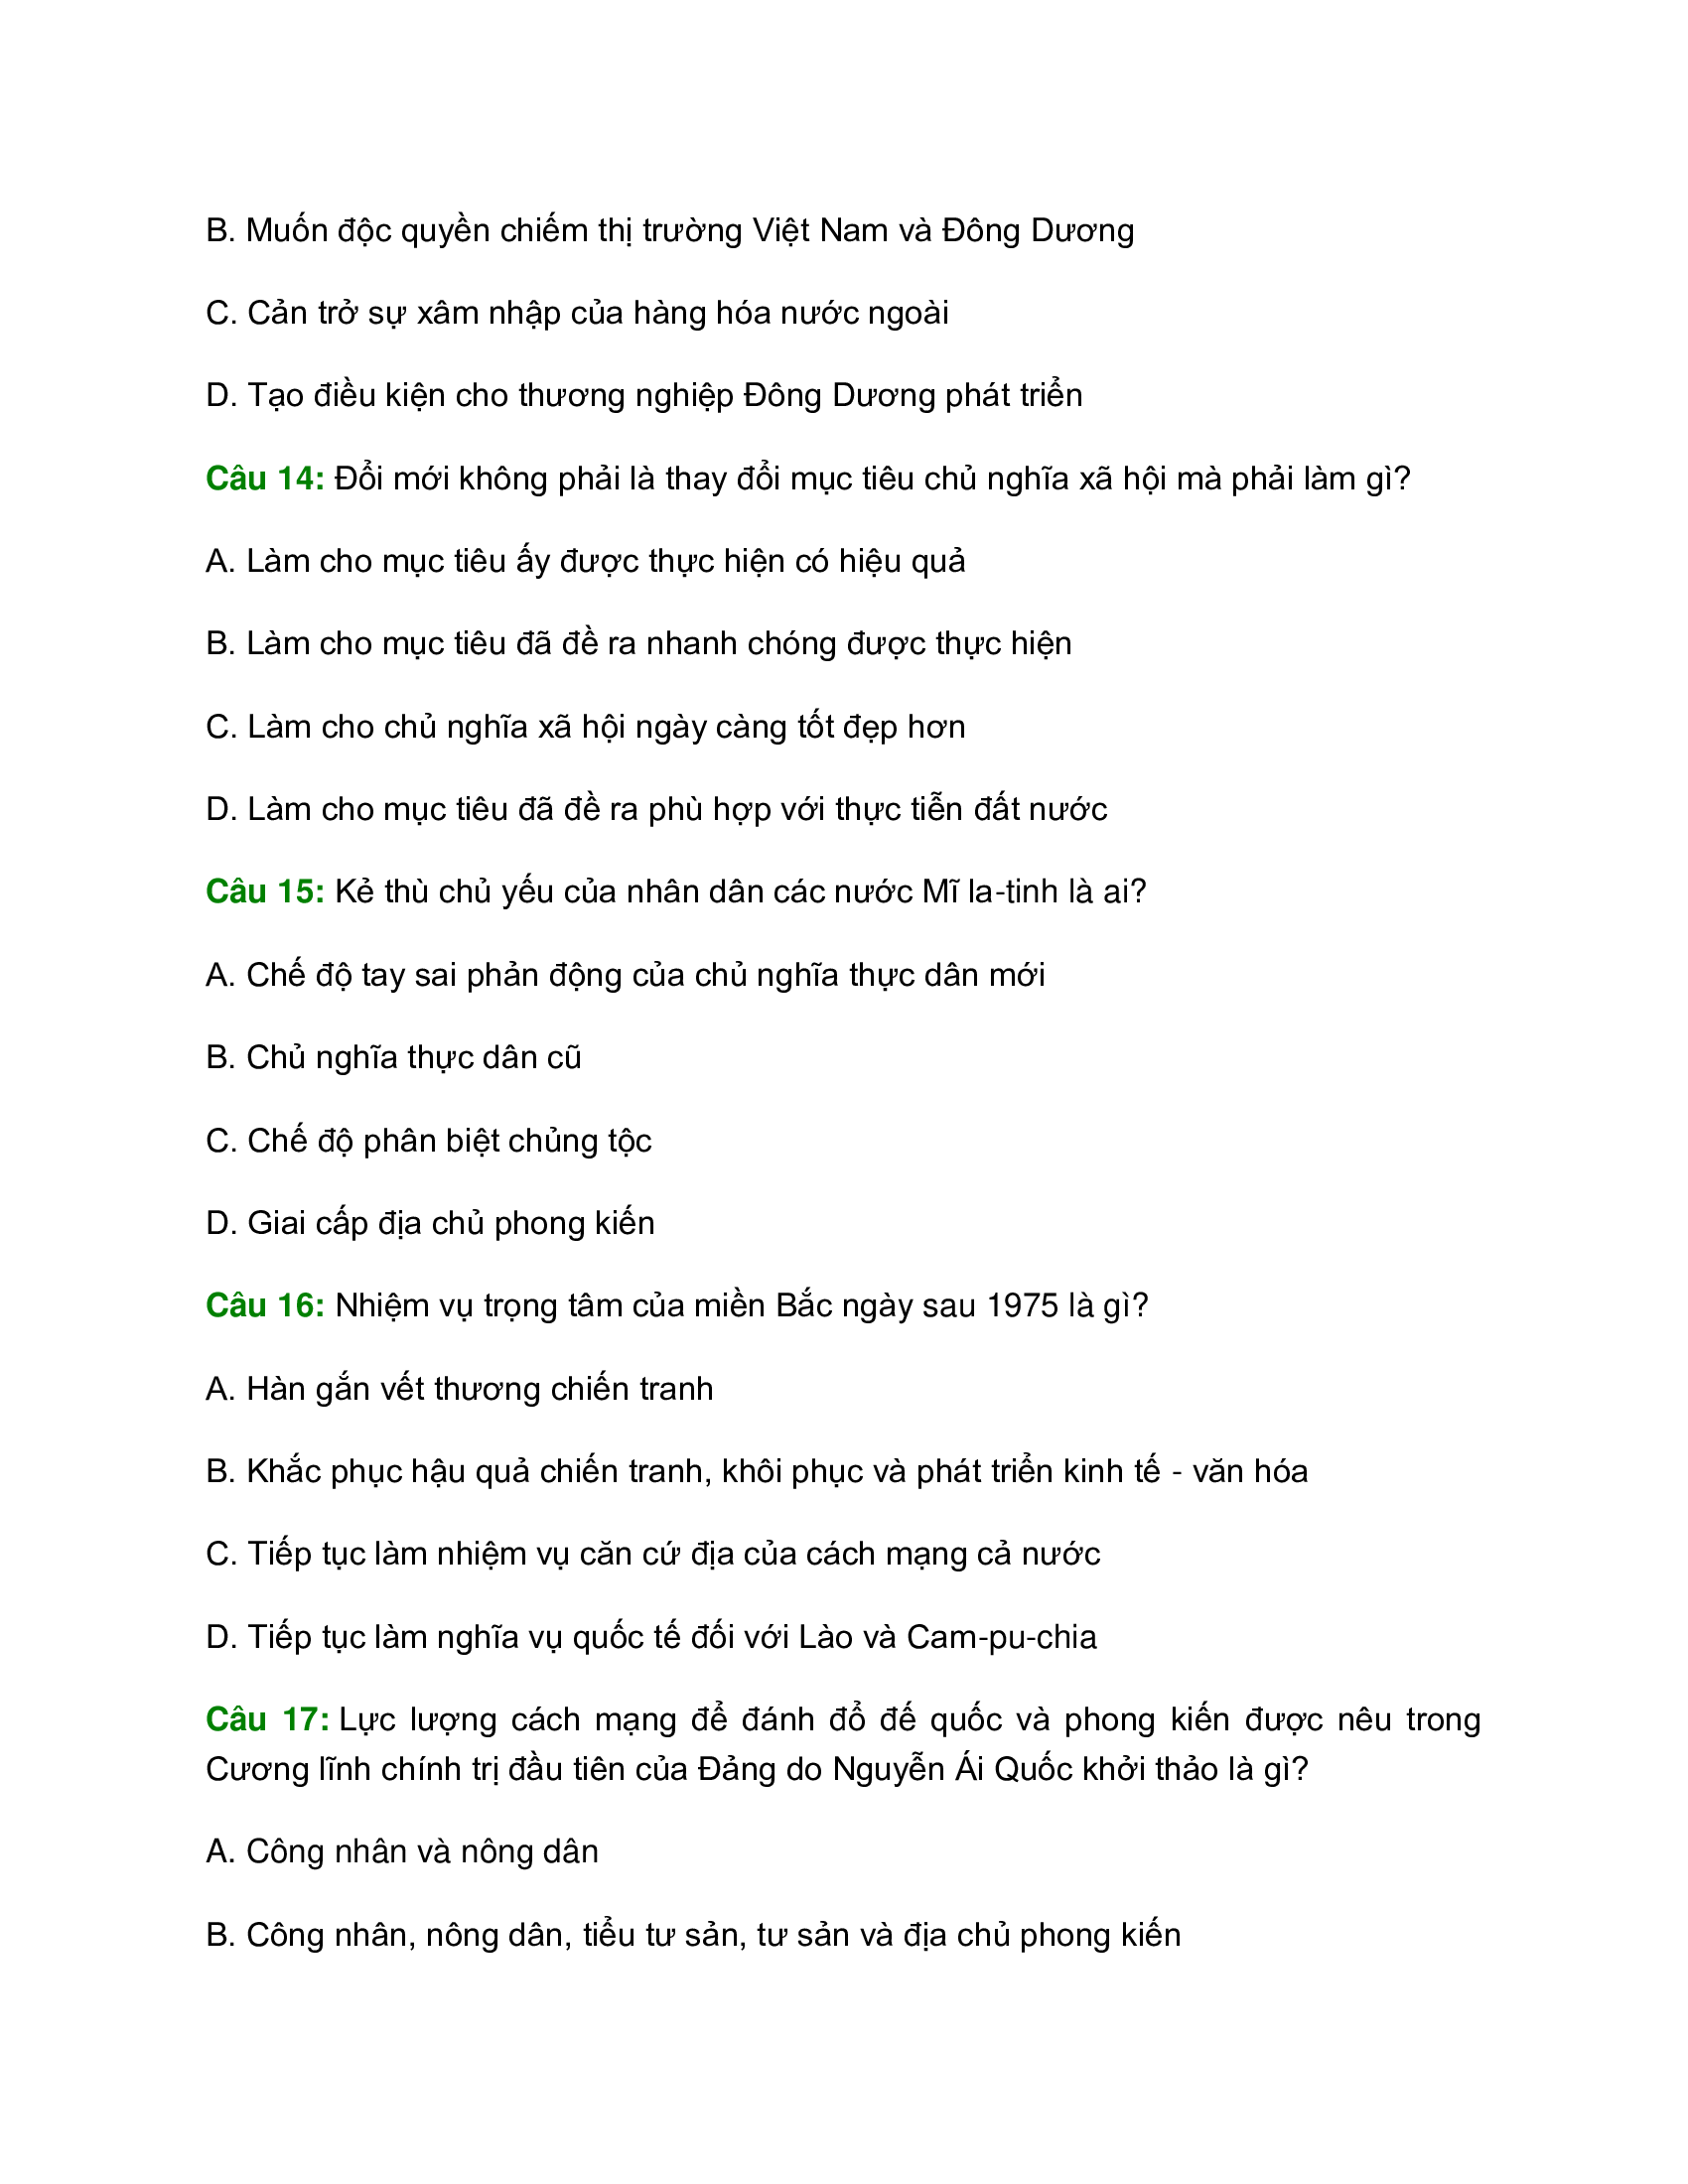 B. Muốn độc quyền chiếm thị trường Việt Nam và Đông Dương
C. Cản trở sự xâm nhập của hàng hóa nước ngoài
D. Tạo điều kiện cho thương nghiệp Đông Dương phát triển
Câu 14: Đổi mới không phải là thay đổi mục tiêu chủ nghĩa xã hội mà phải làm gì?
A. Làm cho mục tiêu ấy được thực hiện có hiệu quả
B. Làm cho mục tiêu đã đề ra nhanh chóng được thực hiện
C. Làm cho chủ nghĩa xã hội ngày càng tốt đẹp hơn
D. Làm cho mục tiêu đã đề ra phù hợp với thực tiễn đất nước
Câu 15: Kẻ thù chủ yếu của nhân dân các nước Mĩ la-tinh là ai?
A. Chế độ tay sai phản động của chủ nghĩa thực dân mới
B. Chủ nghĩa thực dân cũ
C. Chế độ phân biệt chủng tộc
D. Giai cấp địa chủ phong kiến
Câu 16: Nhiệm vụ trọng tâm của miền Bắc ngày sau 1975 là gì?
A. Hàn gắn vết thương chiến tranh
B. Khắc phục hậu quả chiến tranh, khôi phục và phát triển kinh tế - văn hóa
C. Tiếp tục làm nhiệm vụ căn cứ địa của cách mạng cả nước
D. Tiếp tục làm nghĩa vụ quốc tế đối với Lào và Cam-pu-chia
Câu 17: Lực lượng cách mạng để đánh đổ đế quốc và phong kiến được nêu trong
Cương lĩnh chính trị đầu tiên của Đảng do Nguyễn Ái Quốc khởi thảo là gì?
A. Công nhân và nông dân
B. Công nhân, nông dân, tiểu tư sản, tư sản và địa chủ phong kiến